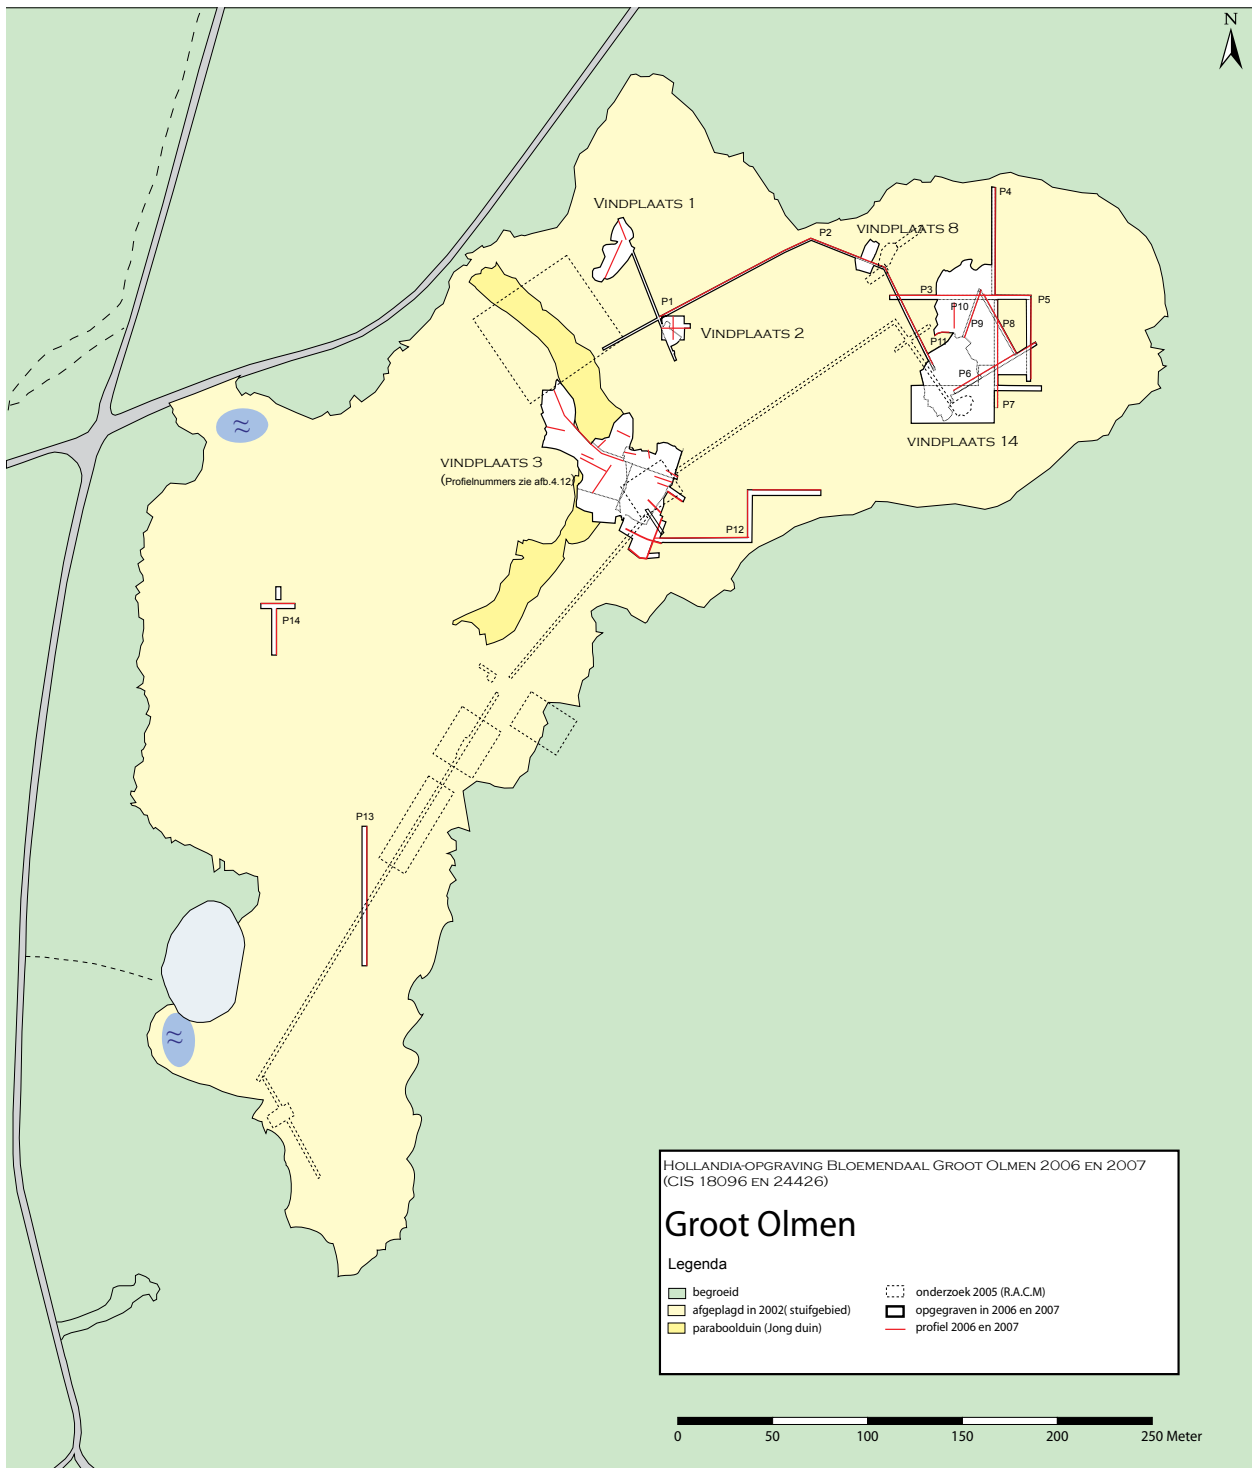 N
P4
VINDPLAATS 1
P2
VINDPLAATS 8
P3
P1
P5
P10
P9
P8
VINDPLAATS 2
P11
P6
P7
VINDPLAATS 14
VINDPLAATS 3
(Profielnummers zie afb.4.12)
P12
P14
P13
HOLLANDIA-OPGRAVING BLOEMENDAAL GROOT OLMEN 2006 EN 2007
(CIS 18096 EN 24426)
Groot Olmen
Legenda
begroeid
afgeplagd in 2002( stuifgebied)
paraboolduin (Jong duin)
onderzoek 2005 (R.A.C.M)
opgegraven in 2006 en 2007
profiel 2006 en 2007
0 50 100 150 200 250 Meter